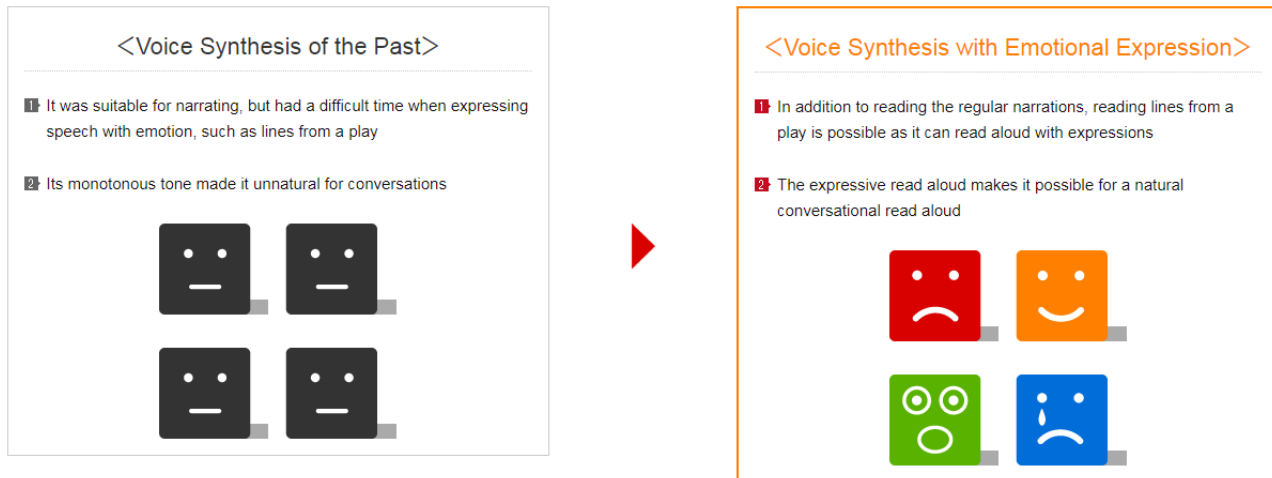 <Voice Synthesis of the Past>
1 It was suitable for narrating, but had a difficult time when expressing
speech with emotion, such as lines from a play
2 Its monotonous tone made it unnatural for conversations
<Voice Synthesis with Emotional Expression>
1 In addition to reading the regular narrations, reading lines from a
play is possible as it can read aloud with expressions
2 The expressive read aloud makes it possible for a natural
conversational read aloud